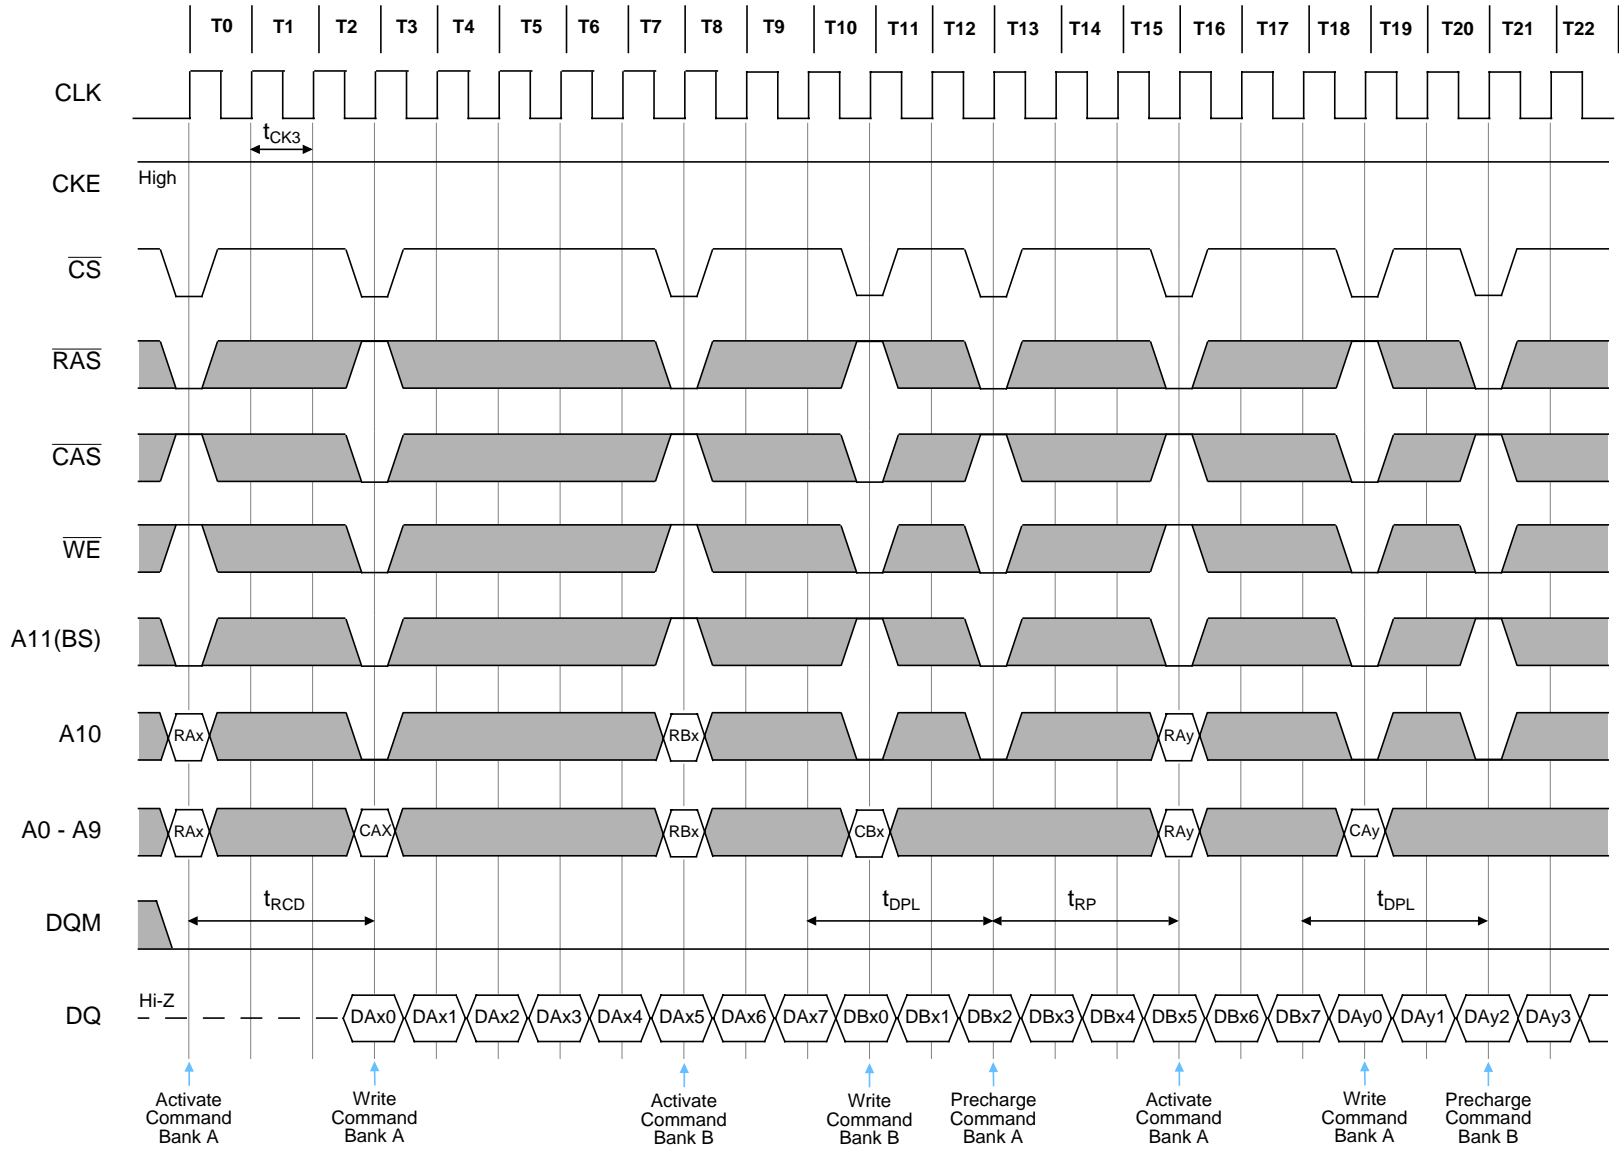 T0 T1 T2 T3 T4 T5 T6 T7 T8 T9 T10 T11 T12 T13 T14 T15 T16 T17 T18 T19 T20 T21 T22
CLK
tCK3
CKE
High
CS
RAS
CAS
WE
A11(BS)
A10
RAx RBx RAy
A0 - A9
RAx CAX RBx CBx RAy CAy
tRCD tDPL tRP tDPL
DQM
Hi-Z
DQ
DAx0 DAx1 DAx2 DAx3 DAx4 DAx5 DAx6 DAx7 DBx0 DBx1 DBx2 DBx3 DBx4 DBx5 DBx6 DBx7 DAy0 DAy1 DAy2 DAy3
Activate
Command
Bank A
Write
Command
Bank A
Activate
Command
Bank B
Write
Command
Bank B
Precharge
Command
Bank A
Activate
Command
Bank A
Write
Command
Bank A
Precharge
Command
Bank B